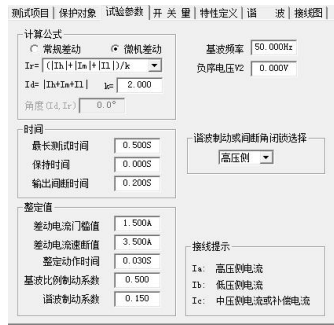 测试项目 保护对象 试验参数 开 关 量 特性定义 谐 波 接线图
计算公式
常规差动 微机差动
Ir= (|Ih|+|Im|+|Il|)/k
Id= |Ih+Im+Il| k= 2.000
角度(Id,Ir) 0.0°
基波频率 50.000Hz
负序电压V2 0.000V
时间
最长测试时间 0.500S
保持时间 0.000S
输出间断时间 0.200S
谐波制动或间断角闭锁选择
高压侧
整定值
差动电流门槛值 1.500A
差动电流速断值 3.500A
整定动作时间 0.030S
基波比例制动系数 0.500
谐波制动系数 0.150
接线提示
Ia: 高压侧电流
Ib: 低压侧电流
Ic: 中压侧电流或补偿电流